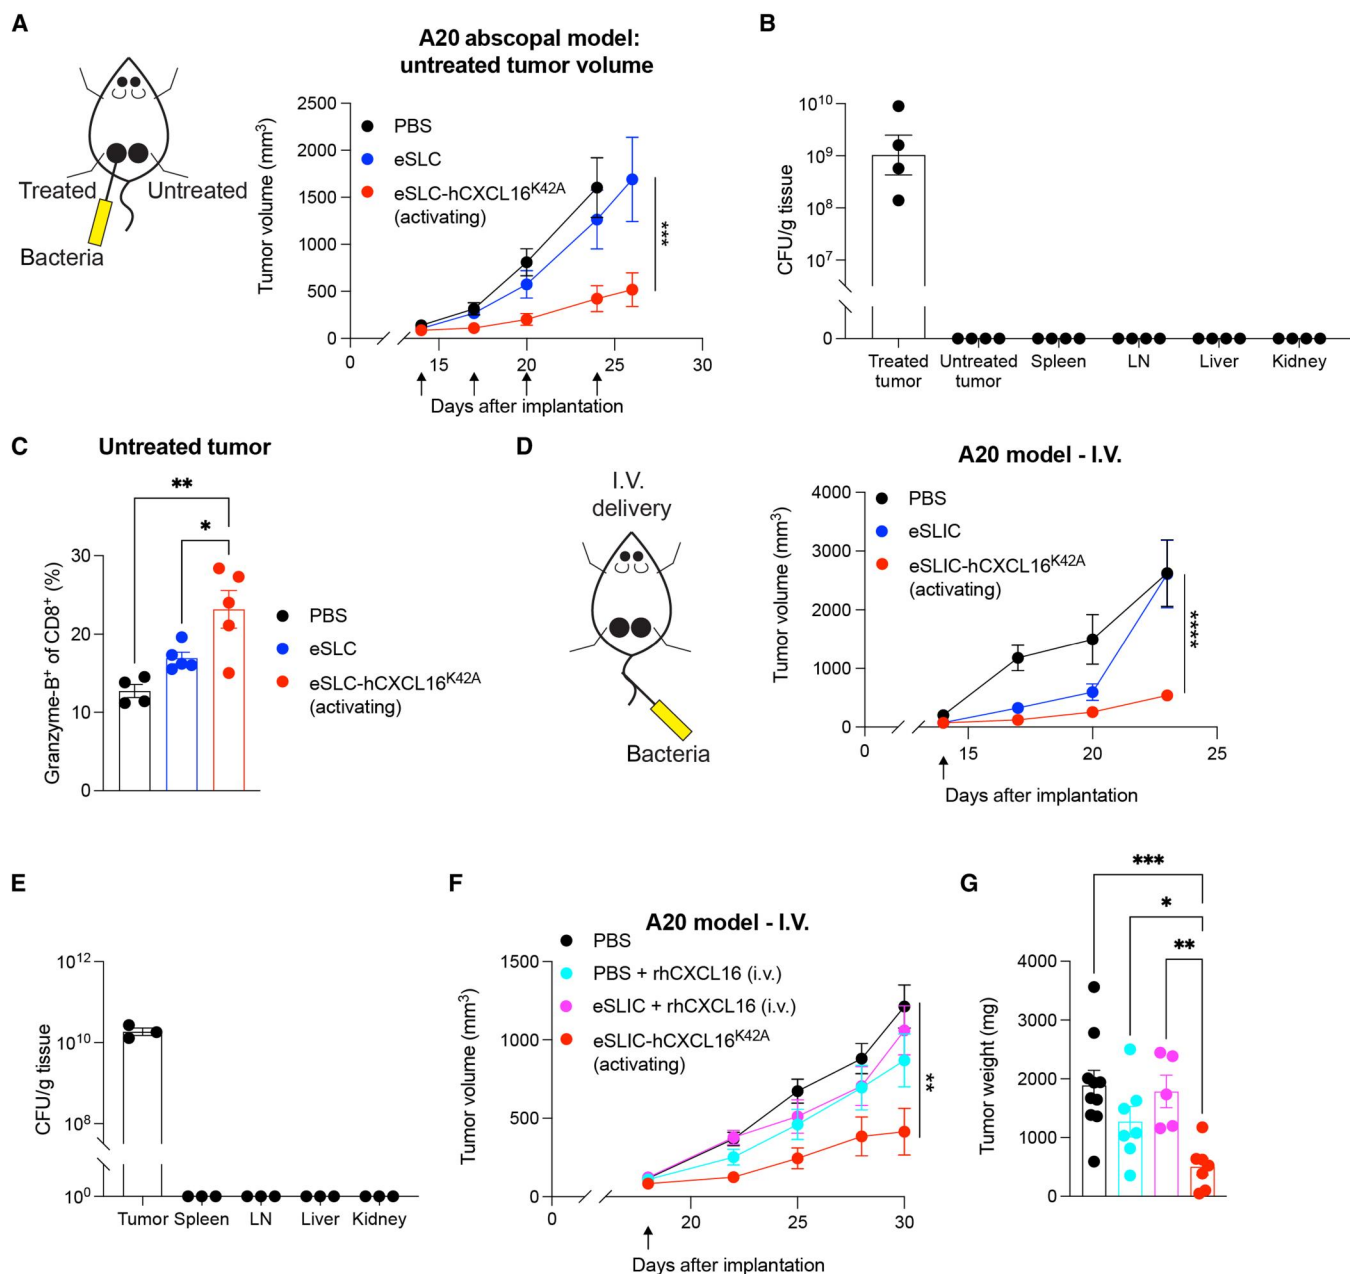 A
A20 abscopal model:
untreated tumor volume
Treated
Untreated
Bacteria
Tumor volume (mm³)
2500
2000
1500
1000
500
0
PBS
eSLC
eSLC-hCXCL16ᴷ⁴²ᴬ
(activating)
***
0
15
20
25
30
Days after implantation
B
CFU/g tissue
10¹⁰
10⁹
10⁸
10⁷
0
Treated
tumor
Untreated
tumor
Spleen
LN
Liver
Kidney
C
Untreated tumor
**
*
Granzyme-B⁺ of CD8⁺ (%)
30
20
10
0
PBS
eSLC
eSLC-hCXCL16ᴷ⁴²ᴬ
(activating)
D
I.V.
delivery
Bacteria
A20 model - I.V.
Tumor volume (mm³)
4000
3000
2000
1000
0
PBS
eSLIC
eSLIC-hCXCL16ᴷ⁴²ᴬ
(activating)
****
0
15
20
25
Days after implantation
E
CFU/g tissue
10¹²
10¹⁰
10⁸
10⁰
Tumor
Spleen
LN
Liver
Kidney
F
A20 model - I.V.
Tumor volume (mm³)
1500
1000
500
0
PBS
PBS + rhCXCL16 (i.v.)
eSLIC + rhCXCL16 (i.v.)
eSLIC-hCXCL16ᴷ⁴²ᴬ
(activating)
**
0
20
25
30
Days after implantation
G
***
*
**
Tumor weight (mg)
4000
3000
2000
1000
0